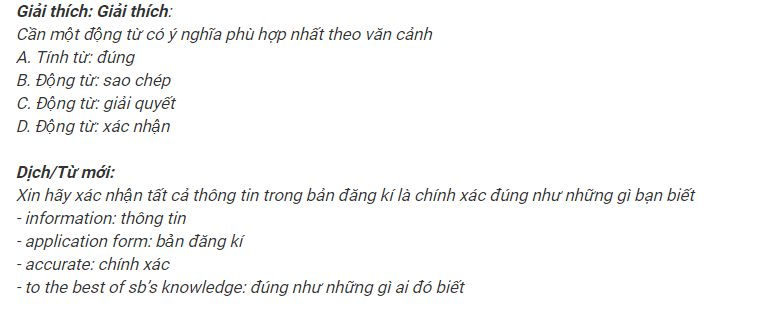 Giải thích: Giải thích:
Cần một động từ có ý nghĩa phù hợp nhất theo văn cảnh
A. Tính từ: đúng
B. Động từ: sao chép
C. Động từ: giải quyết
D. Động từ: xác nhận
Dịch/Từ mới:
Xin hãy xác nhận tất cả thông tin trong bản đăng kí là chính xác đúng như những gì bạn biết
- information: thông tin
- application form: bản đăng kí
- accurate: chính xác
- to the best of sb’s knowledge: đúng như những gì ai đó biết